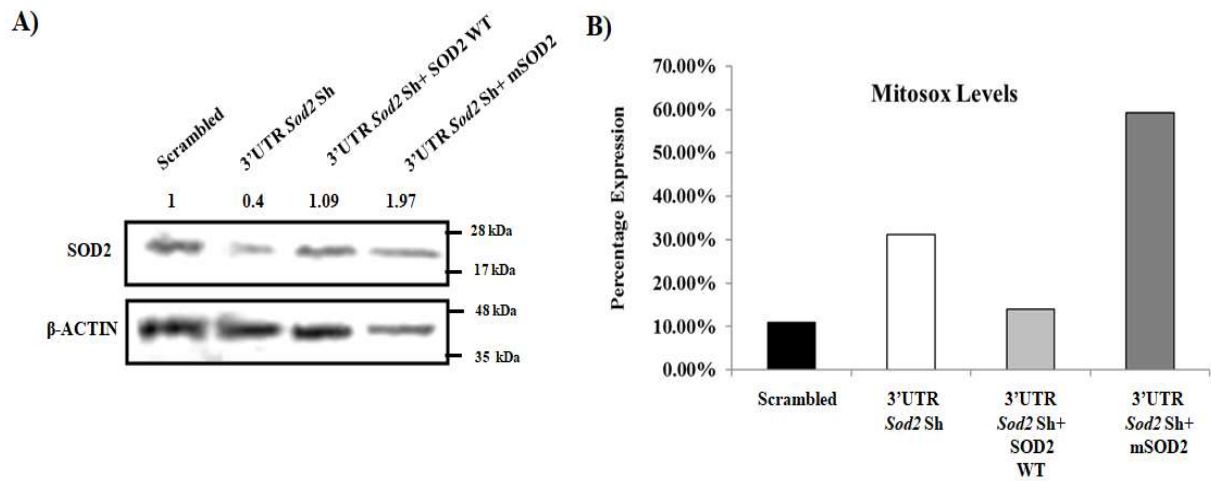 A)
Scrambled
3'UTR Sod2 Sh
3'UTR Sod2 Sh+ SOD2 WT
3'UTR Sod2 Sh+ mSOD2
1 0.4 1.09 1.97
SOD2
28 kDa
17 kDa
β-ACTIN
48 kDa
35 kDa
B)
Mitosox Levels
Percentage Expression
70.00%
60.00%
50.00%
40.00%
30.00%
20.00%
10.00%
0.00%
Scrambled
3'UTR
Sod2 Sh
3'UTR
Sod2 Sh+
SOD2
WT
3'UTR
Sod2 Sh+
mSOD2